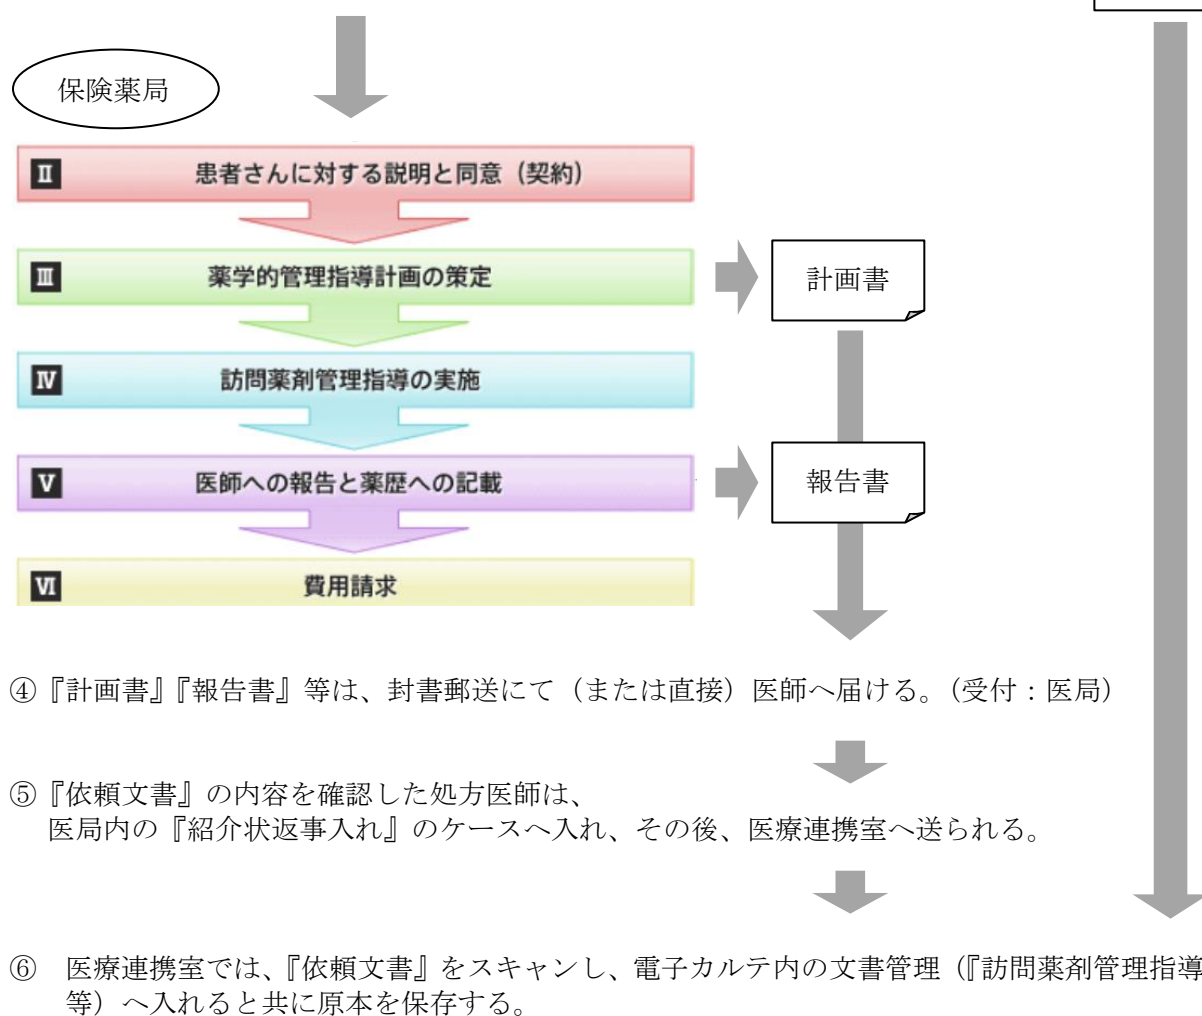 保険薬局
Ⅱ 患者さんに対する説明と同意（契約）
Ⅲ 薬学的管理指導計画の策定
計画書
Ⅳ 訪問薬剤管理指導の実施
Ⅴ 医師への報告と薬歴への記載
報告書
Ⅵ 費用請求
④『計画書』『報告書』等は、封書郵送にて（または直接）医師へ届ける。（受付：医局）
⑤『依頼文書』の内容を確認した処方医師は、
医局内の『紹介状返事入れ』のケースへ入れ、その後、医療連携室へ送られる。
⑥　医療連携室では、『依頼文書』をスキャンし、電子カルテ内の文書管理（『訪問薬剤管理指導
等）へ入れると共に原本を保存する。